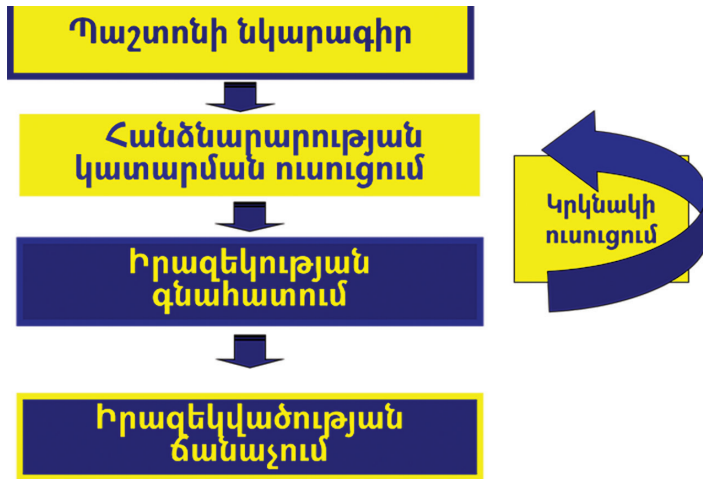 Պաշտոնի նկարագիր
Հանձնարարության
կատարման ուսուցում
Կրկնակի
ուսուցում
Իրազեկության
գնահատում
Իրազեկվածության
ճանաչում